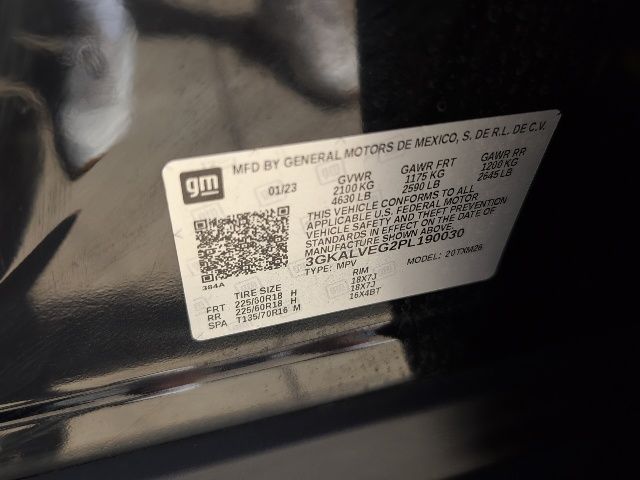 gm
MFD BY GENERAL MOTORS DE MEXICO, S. DE R.L. DE C.V.
01/23 GVWR GAWR FRT GAWR RR
2100 KG 1175 KG 1200 KG
4630 LB 2590 LB 2645 LB
THIS VEHICLE CONFORMS TO ALL
APPLICABLE U.S. FEDERAL MOTOR
VEHICLE SAFETY AND THEFT PREVENTION
STANDARDS IN EFFECT ON THE DATE OF
MANUFACTURE SHOWN ABOVE.
3GKALVEG2PL190030
TYPE: MPV MODEL: 20TXM26
384A
TIRE SIZE RIM
FRT 225/60R18 H 18X7J
RR 225/60R18 H 18X7J
SPA T135/70R16 M 16X4BT